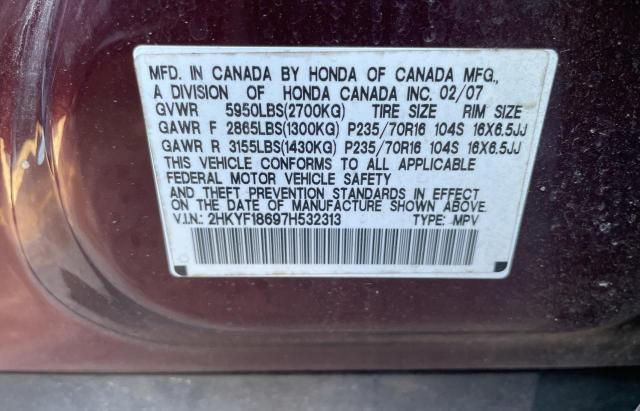 MFD. IN CANADA BY HONDA OF CANADA MFG.,
A DIVISION OF HONDA CANADA INC. 02/07
GVWR 5950LBS(2700KG) TIRE SIZE RIM SIZE
GAWR F 2865LBS(1300KG) P235/70R16 104S 16X6.5JJ
GAWR R 3155LBS(1430KG) P235/70R16 104S 16X6.5JJ
THIS VEHICLE CONFORMS TO ALL APPLICABLE
FEDERAL MOTOR VEHICLE SAFETY
AND THEFT PREVENTION STANDARDS IN EFFECT
ON THE DATE OF MANUFACTURE SHOWN ABOVE.
V.I.N.: 2HKYF18697H532313 TYPE: MPV